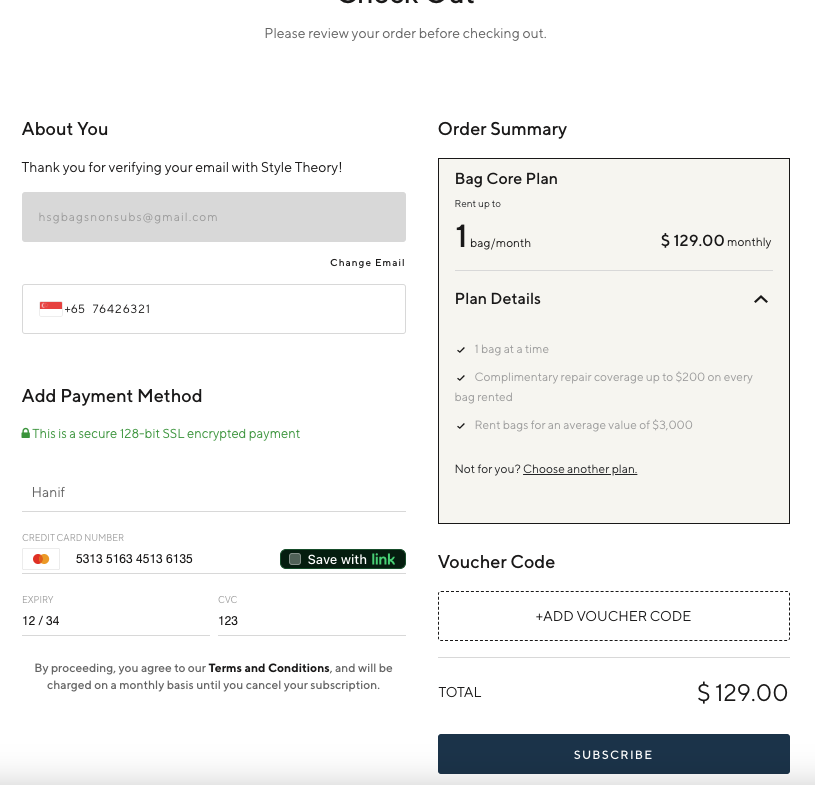 Check Out
Please review your order before checking out.
About You
Thank you for verifying your email with Style Theory!
hsgbagsnonsubs@gmail.com
Change Email
+65 76426321
Add Payment Method
This is a secure 128-bit SSL encrypted payment
Hanif
CREDIT CARD NUMBER
5313 5163 4513 6135
Save with link
EXPIRY
CVC
12 / 34
123
By proceeding, you agree to our Terms and Conditions, and will be
charged on a monthly basis until you cancel your subscription.
Order Summary
Bag Core Plan
Rent up to
1 bag/month
$ 129.00 monthly
Plan Details
1 bag at a time
Complimentary repair coverage up to $200 on every
bag rented
Rent bags for an average value of $3,000
Not for you? Choose another plan.
Voucher Code
+ADD VOUCHER CODE
TOTAL
$ 129.00
SUBSCRIBE